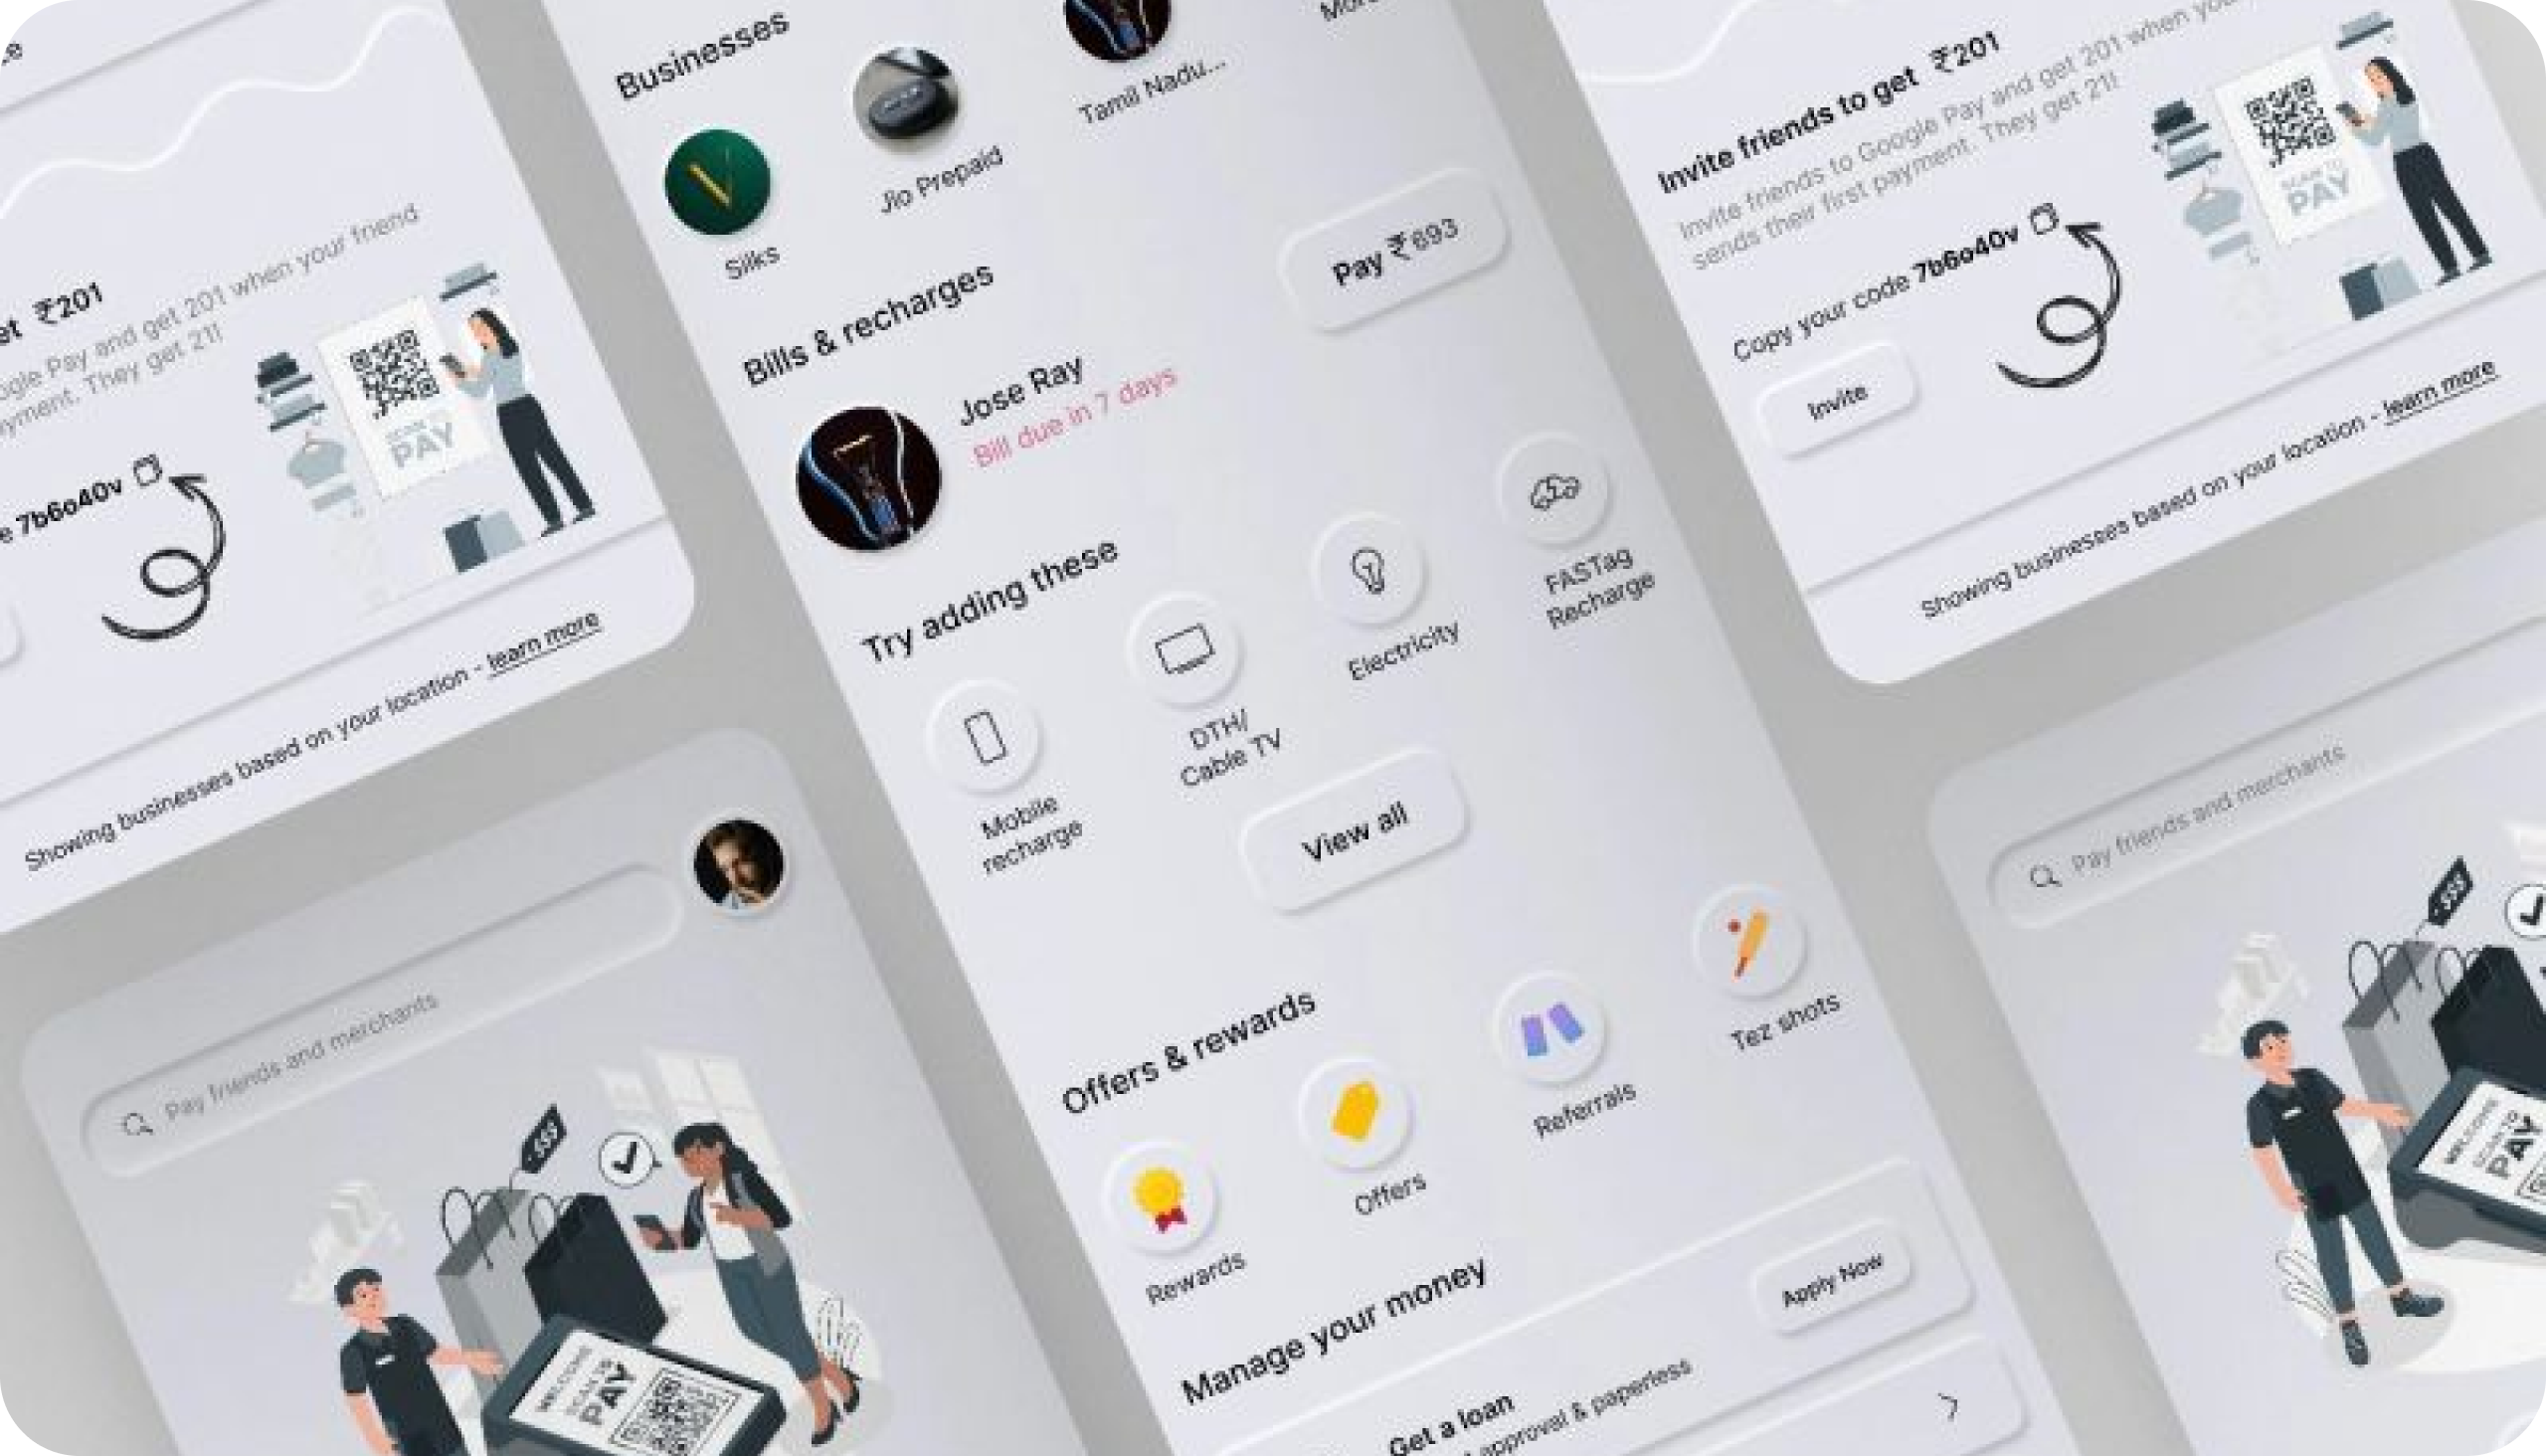 et ₹201
ogle Pay and get 201 when your friend
ayment. They get 21!
e 7b6o40v
SCAN TO
PAY
Showing businesses based on your location - learn more
Pay friends and merchants
$$$
WELCOME
SCAN TO
PAY
Businesses
Silks
Jio Prepaid
Tamil Nadu...
Bills & recharges
Jose Ray
Bill due in 7 days
Pay ₹693
Try adding these
Mobile
recharge
DTH/
Cable TV
Electricity
FASTag
Recharge
View all
Offers & rewards
Rewards
Offers
Referrals
Tez shots
Manage your money
Get a loan
approval & paperless
Apply Now
Invite friends to get ₹201
Invite friends to Google Pay and get 201 when
sends their first payment. They get 21!
Copy your code 7b6o40v
Invite
SCAN TO
PAY
Showing businesses based on your location - learn more
Pay friends and merchants
$$$
WELCOME
SCAN TO
PAY